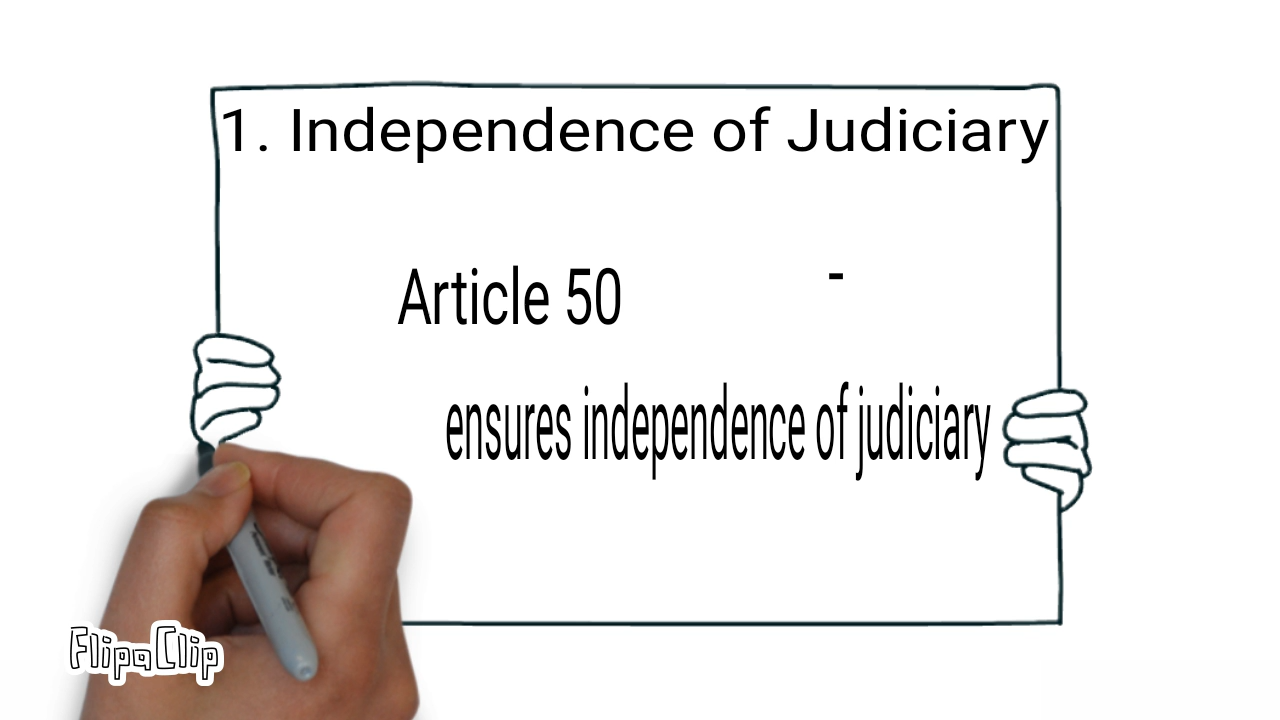 1. Independence of Judiciary
Article 50 -
ensures independence of judiciary
FlipaClip